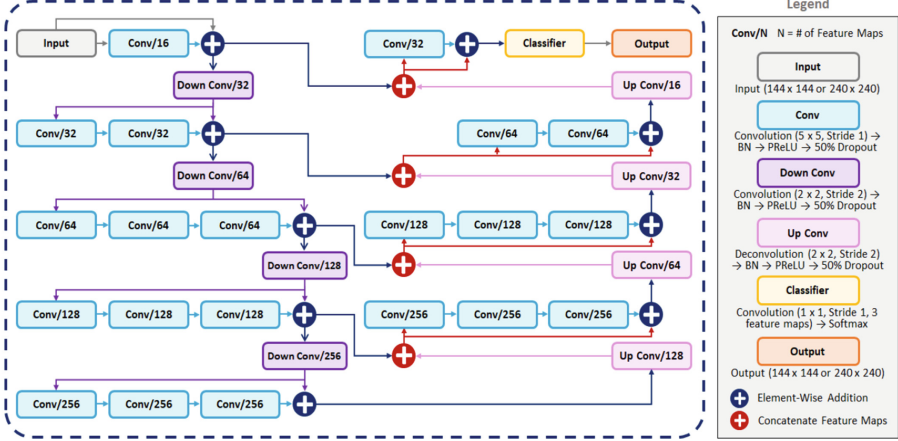 Legend
Input
Conv/16
Conv/32
Classifier
Output
Down Conv/32
Up Conv/16
Conv/32
Conv/32
Conv/64
Conv/64
Down Conv/64
Up Conv/32
Conv/64
Conv/64
Conv/64
Conv/128
Conv/128
Conv/128
Down Conv/128
Up Conv/64
Conv/128
Conv/128
Conv/128
Conv/256
Conv/256
Conv/256
Down Conv/256
Up Conv/128
Conv/256
Conv/256
Conv/256
Conv/N N = # of Feature Maps
Input
Input (144 x 144 or 240 x 240)
Conv
Convolution (5 x 5, Stride 1) →
BN → PReLU → 50% Dropout
Down Conv
Convolution (2 x 2, Stride 2) →
BN → PReLU → 50% Dropout
Up Conv
Deconvolution (2 x 2, Stride 2)
→ BN → PReLU → 50% Dropout
Classifier
Convolution (1 x 1, Stride 1, 3
feature maps) → Softmax
Output
Output (144 x 144 or 240 x 240)
Element-Wise Addition
Concatenate Feature Maps